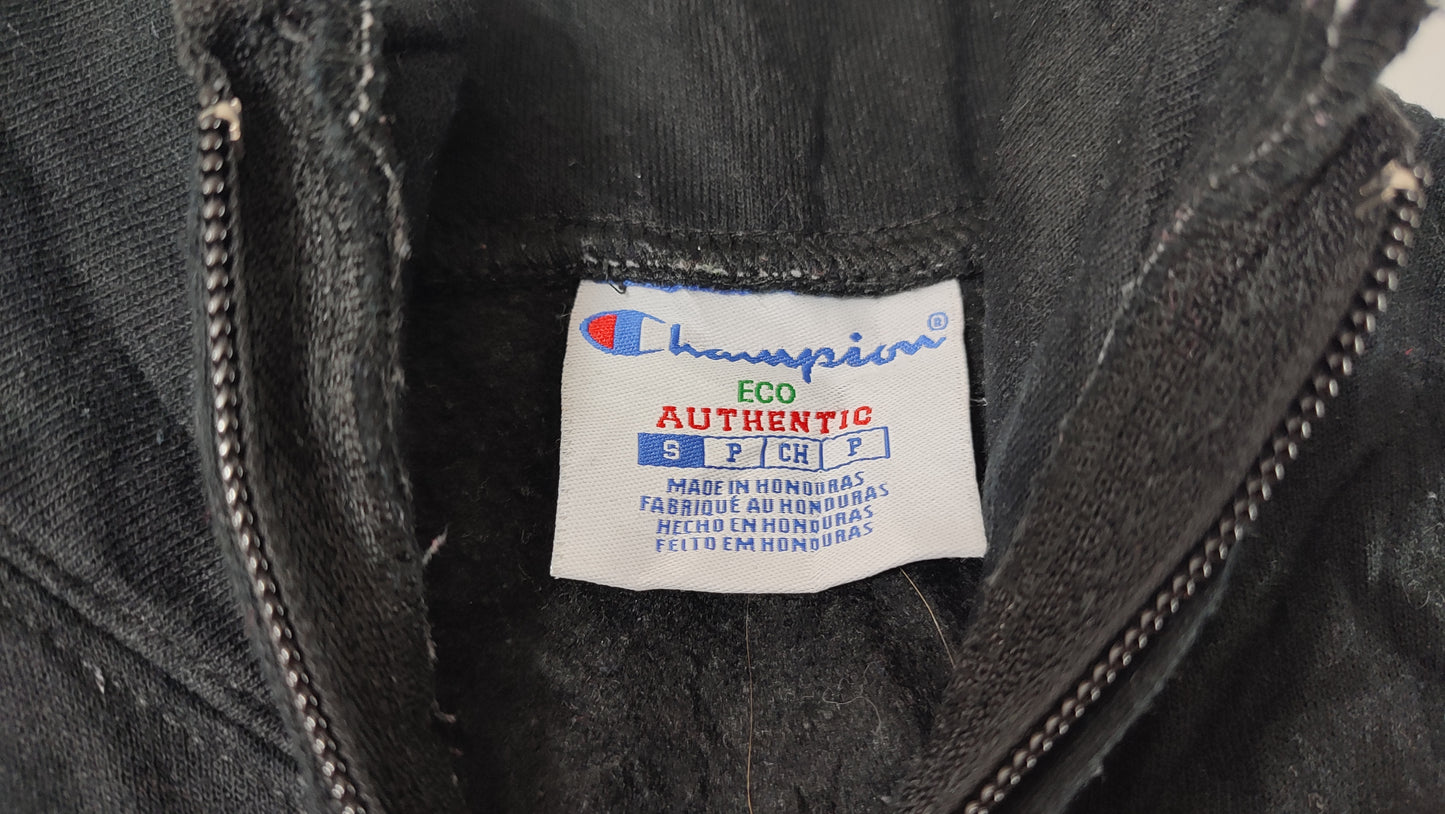 Champion®
ECO
AUTHENTIC
S P CH P
MADE IN HONDURAS
FABRIQUÉ AU HONDURAS
HECHO EN HONDURAS
FEITO EM HONDURAS